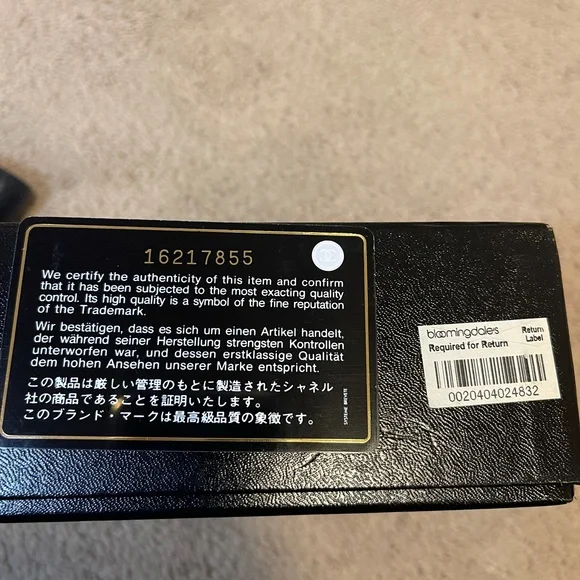 16217855
We certify the authenticity of this item and confirm
that it has been subjected to the most exacting quality
control. Its high quality is a symbol of the fine reputation
of the Trademark.
Wir bestätigen, dass es sich um einen Artikel handelt,
der während seiner Herstellung strengsten Kontrollen
unterworfen war, und dessen erstklassige Qualität
dem hohen Ansehen unserer Marke entspricht.
この製品は厳しい管理のもとに製造されたシャネル
社の商品であることを証明いたします。
このブランド・マークは最高級品質の象徴です。
SYSTEME BREVETE
bloomingdale's Return
Required for Return Label
0020404024832